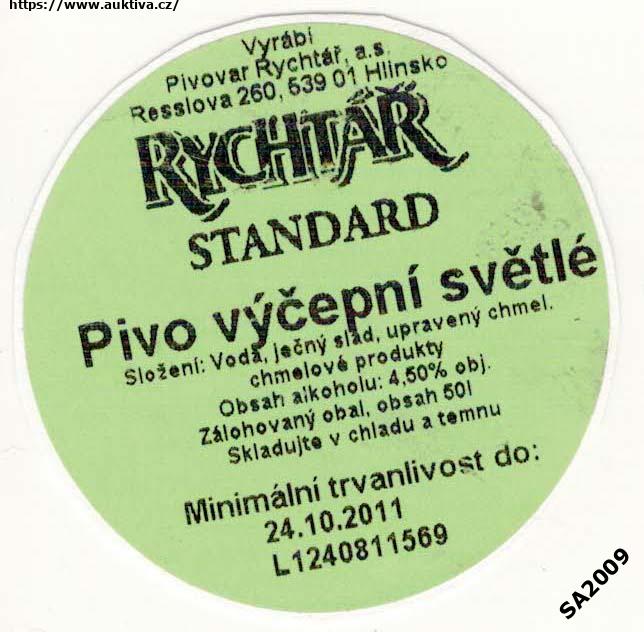 https://www.auktiva.cz/
Vyrábí
Pivovar Rychtář, a.s.
Resslova 260, 539 01 Hlinsko
RYCHTÁŘ
STANDARD
Pivo výčepní světlé
Složení: Voda, ječný slad, upravený chmel.
chmelové produkty
Obsah alkoholu: 4,50% obj.
Zálohovaný obal, obsah 50l
Skladujte v chladu a temnu
Minimální trvanlivost do:
24.10.2011
L1240811569
SA2009